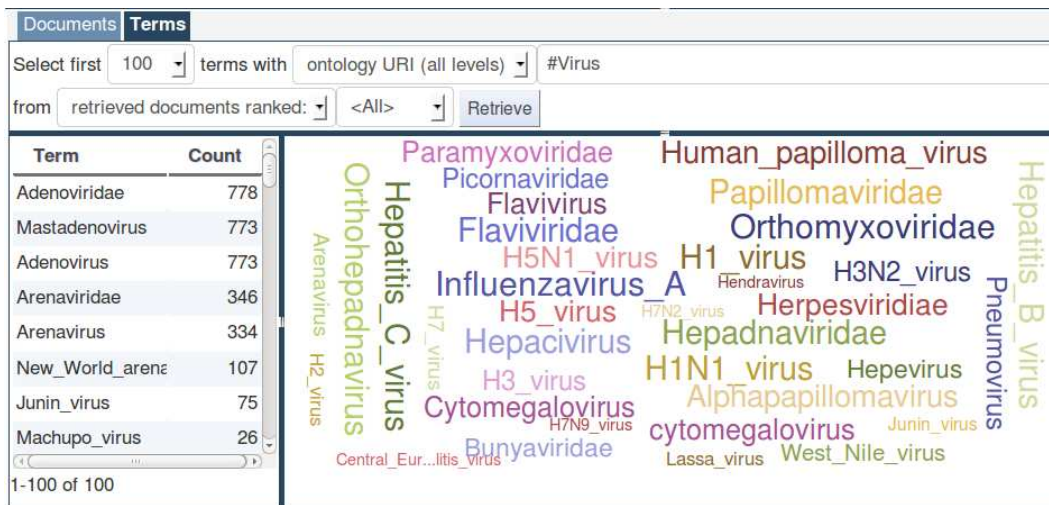 Documents Terms
Select first 100 terms with ontology URI (all levels) #Virus
from retrieved documents ranked: <All> Retrieve
Term Count
Adenoviridae 778
Mastadenovirus 773
Adenovirus 773
Arenaviridae 346
Arenavirus 334
New_World_arena 107
Junin_virus 75
Machupo_virus 26
1-100 of 100
Paramyxoviridae
Human_papilloma_virus
Picornaviridae
Papillomaviridae
Flavivirus
Flaviviridae
Orthomyxoviridae
H5N1_virus
H1_virus
H3N2_virus
Influenzavirus_A
Hendravirus
H5_virus
H7N2_virus
Herpesviridiae
Hepacivirus
Hepadnaviridae
H3_virus
H1N1_virus
Hepevirus
Cytomegalovirus
Alphapapillomavirus
H7N9_virus
cytomegalovirus
Junin_virus
Bunyaviridae
Central_Eur...litis_virus
Lassa_virus
West_Nile_virus
Arenavirus
H2_virus
Orthohepadnavirus
Hepatitis_C_virus
H7_virus
Pneumovirus
Hepatitis_B_virus